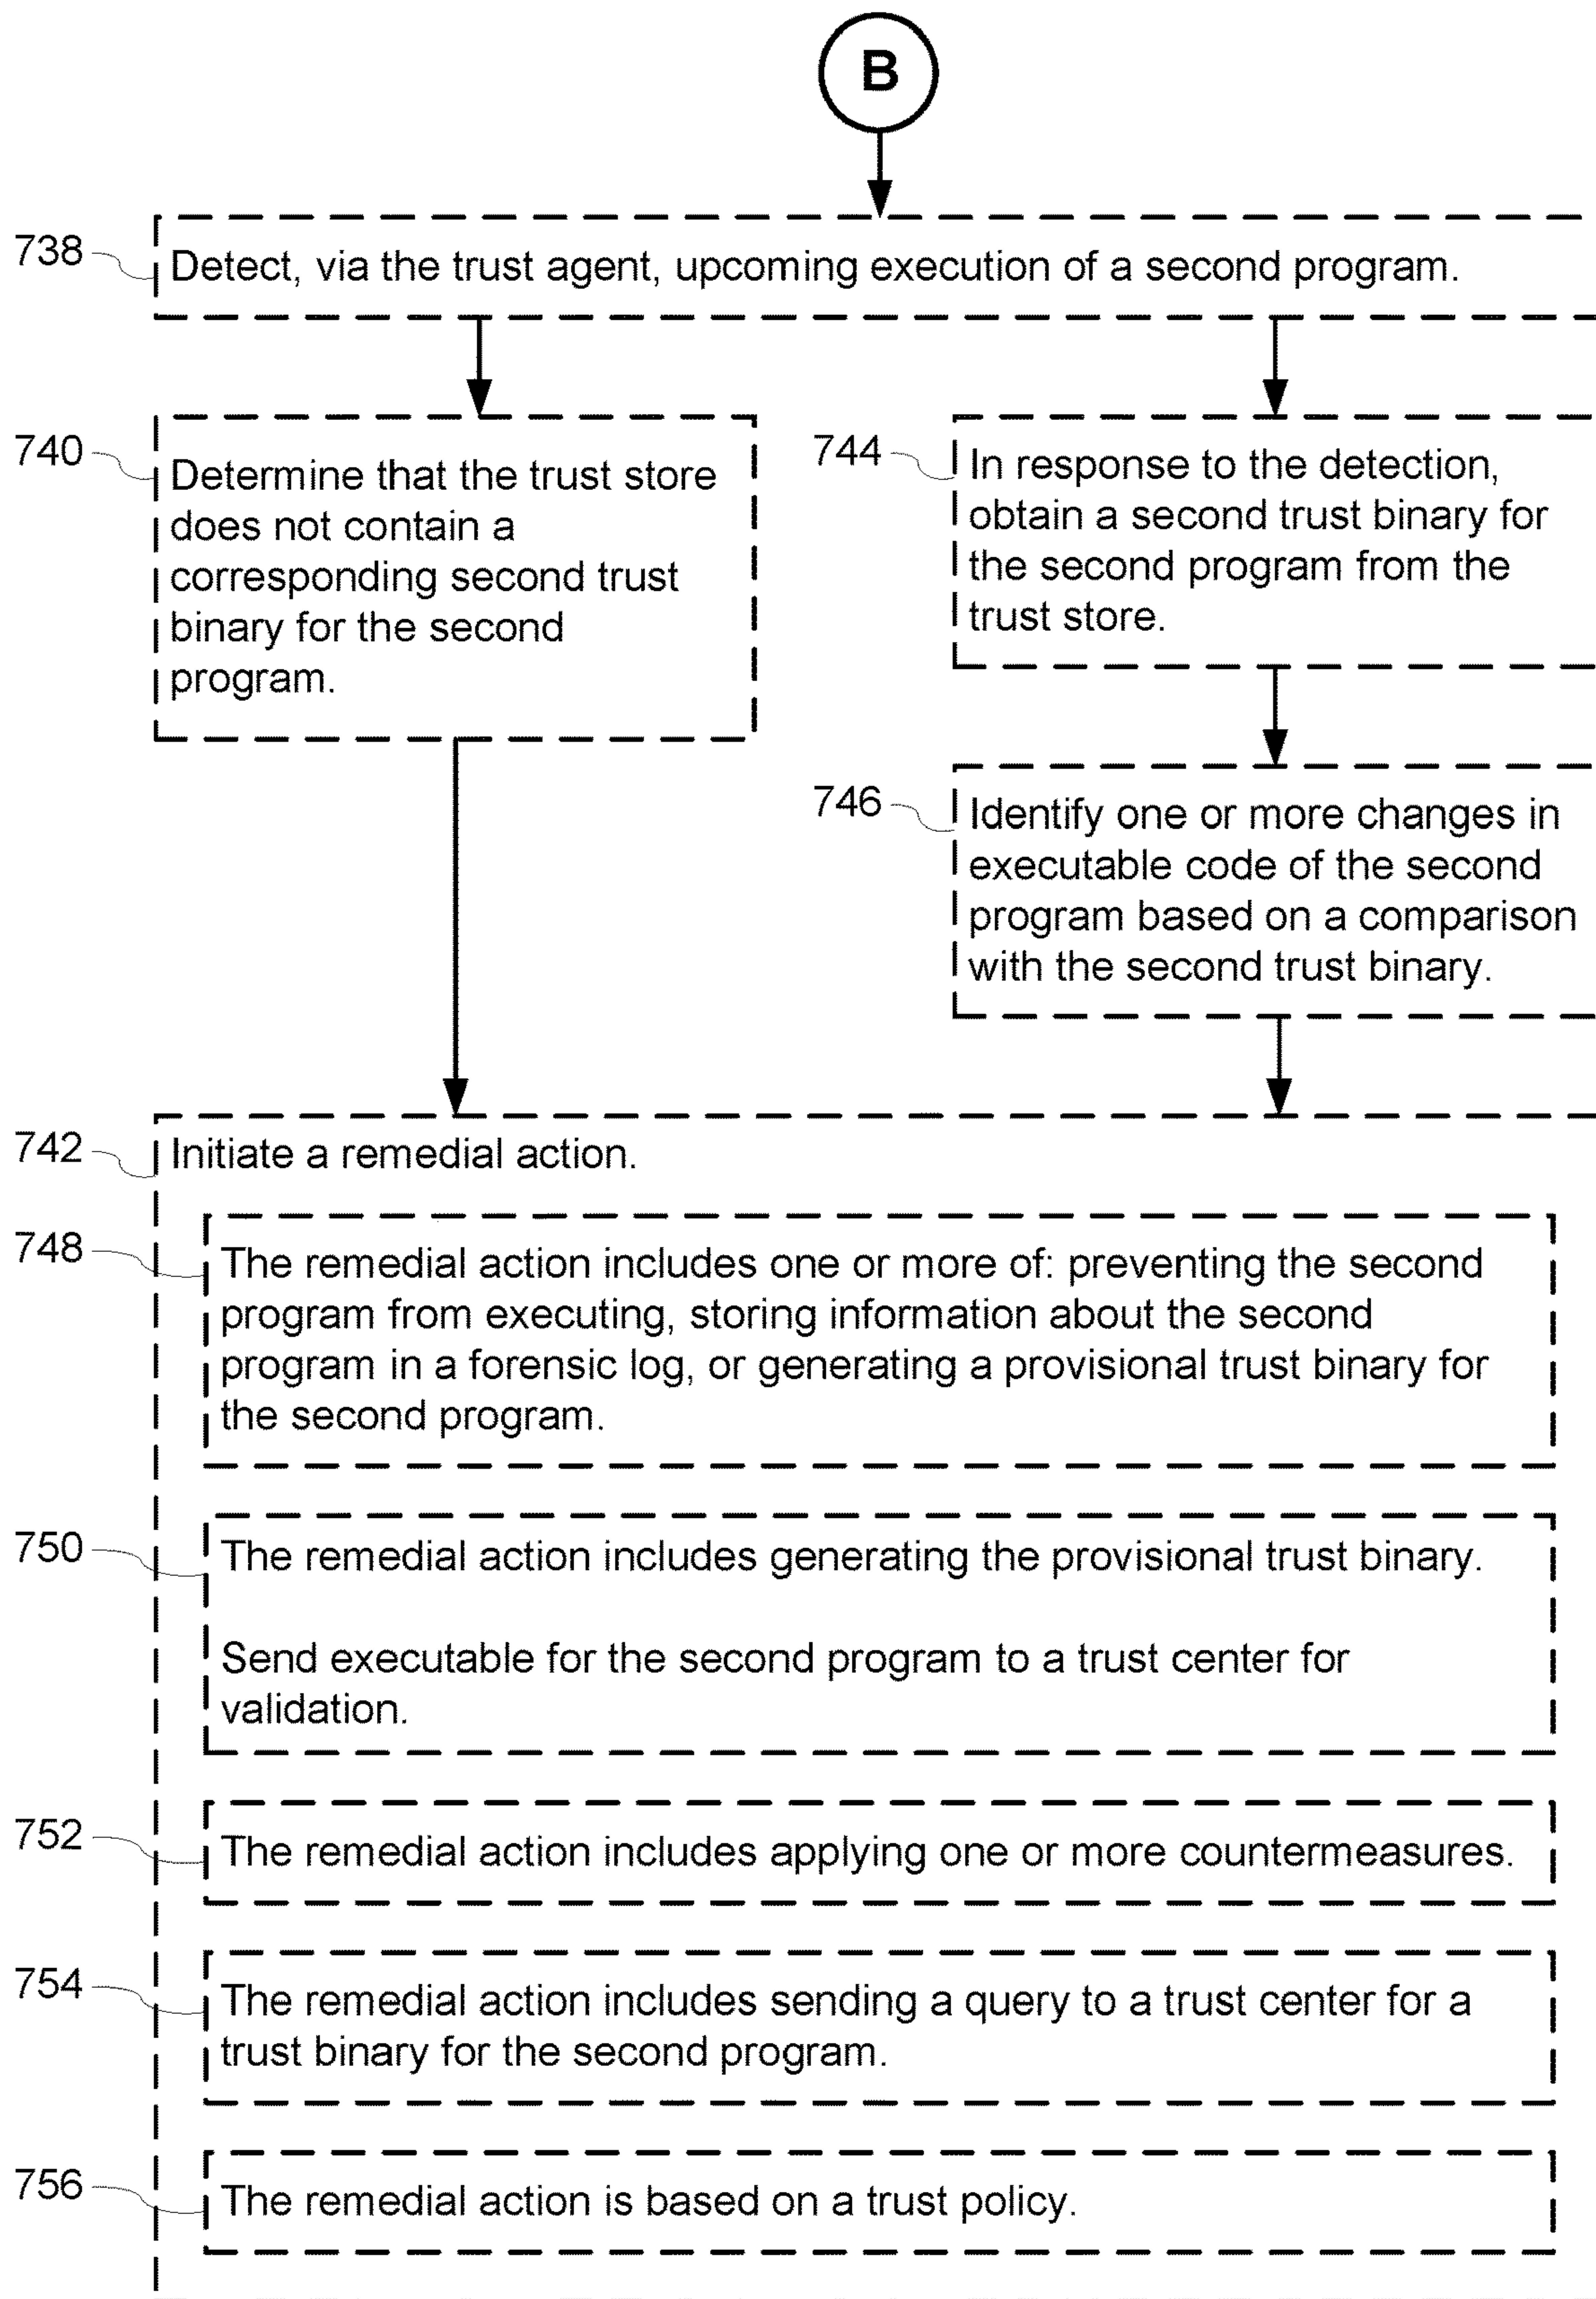 B
738
Detect, via the trust agent, upcoming execution of a second program.
740
Determine that the trust store
does not contain a
corresponding second trust
binary for the second
program.
744
In response to the detection,
obtain a second trust binary for
the second program from the
trust store.
746
Identify one or more changes in
executable code of the second
program based on a comparison
with the second trust binary.
742
Initiate a remedial action.
748
The remedial action includes one or more of: preventing the second
program from executing, storing information about the second
program in a forensic log, or generating a provisional trust binary for
the second program.
750
The remedial action includes generating the provisional trust binary.
Send executable for the second program to a trust center for
validation.
752
The remedial action includes applying one or more countermeasures.
754
The remedial action includes sending a query to a trust center for a
trust binary for the second program.
756
The remedial action is based on a trust policy.